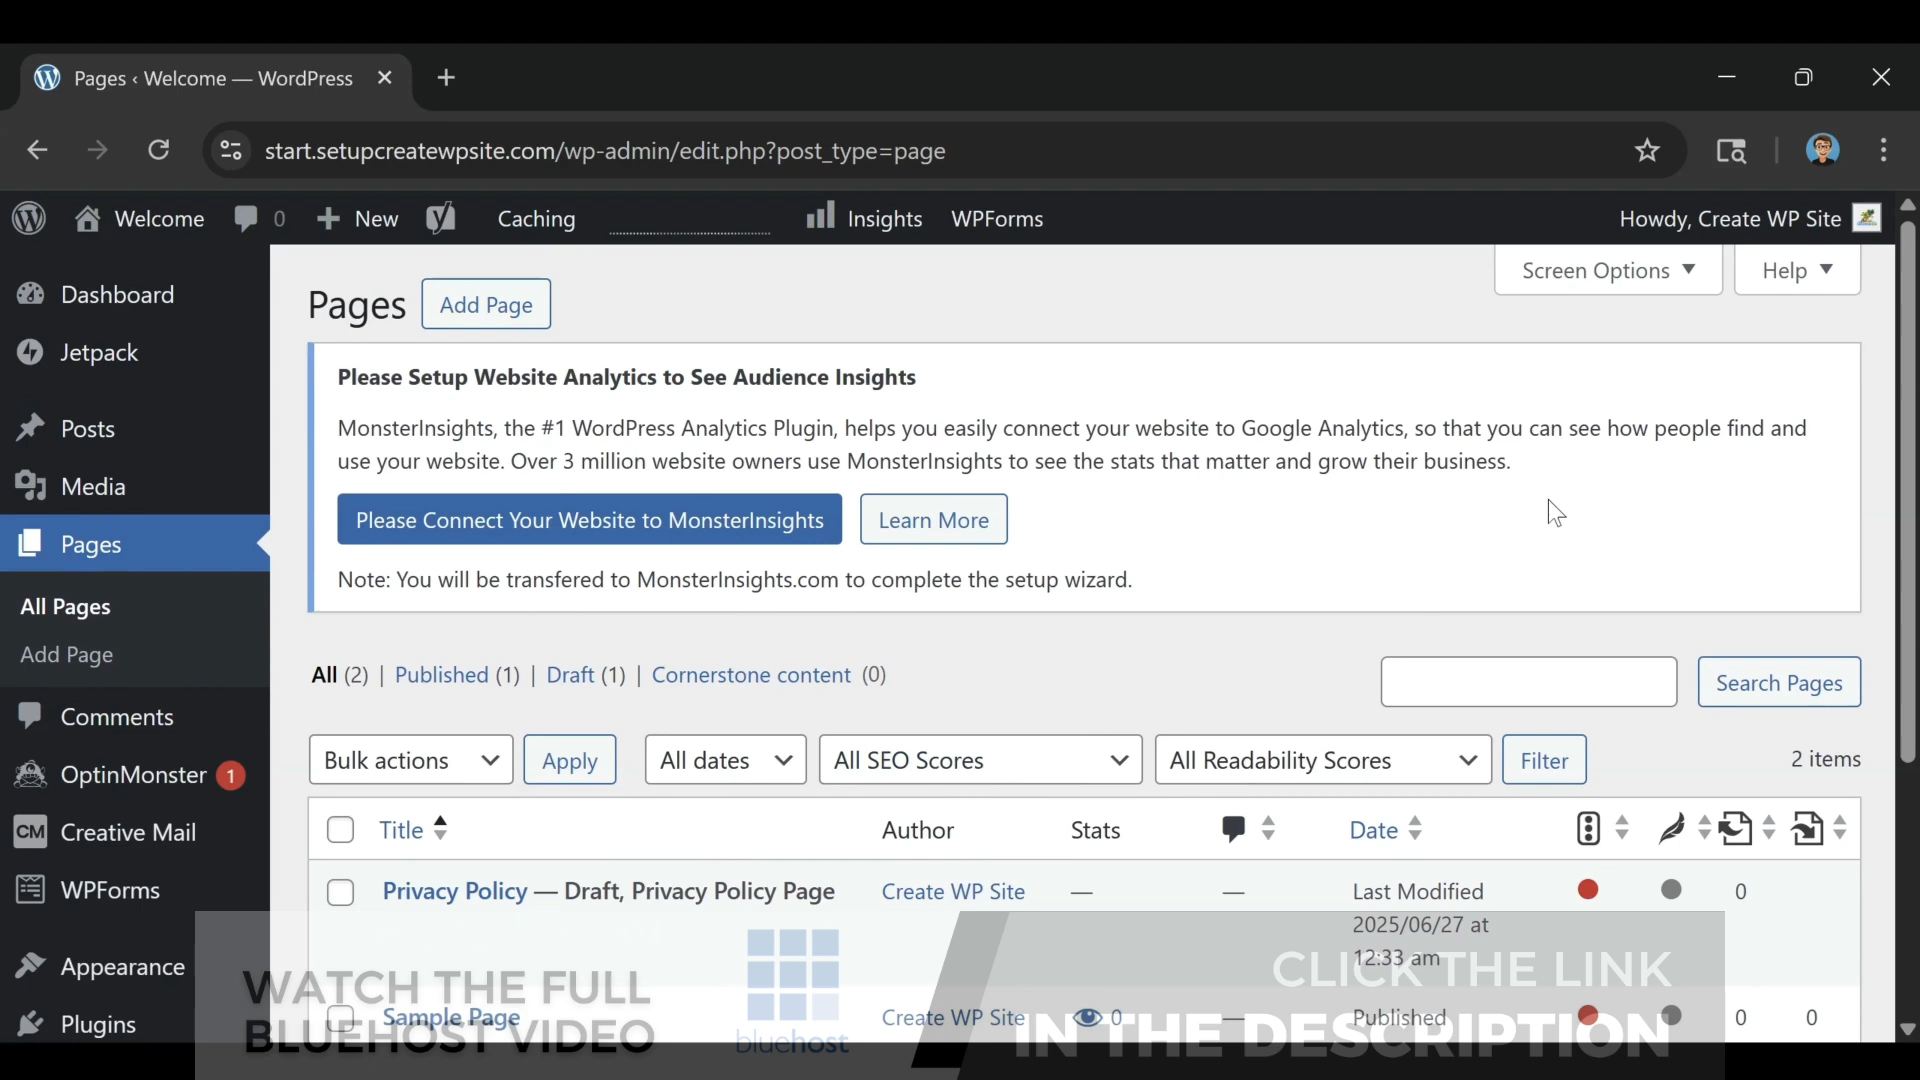 Pages ‹ Welcome — WordPress
start.setupcreatewpsite.com/wp-admin/edit.php?post_type=page
Welcome 0 New Caching Insights WPForms Howdy, Create WP Site
Screen Options Help
Dashboard
Jetpack
Posts
Media
Pages
All Pages
Add Page
Comments
OptinMonster 1
CM Creative Mail
WPForms
Appearance
Plugins
Pages Add Page
Please Setup Website Analytics to See Audience Insights
MonsterInsights, the #1 WordPress Analytics Plugin, helps you easily connect your website to Google Analytics, so that you can see how people find and
use your website. Over 3 million website owners use MonsterInsights to see the stats that matter and grow their business.
Please Connect Your Website to MonsterInsights Learn More
Note: You will be transfered to MonsterInsights.com to complete the setup wizard.
All (2) | Published (1) | Draft (1) | Cornerstone content (0)
Search Pages
Bulk actions Apply All dates All SEO Scores All Readability Scores Filter 2 items
Title Author Stats Date
Privacy Policy — Draft, Privacy Policy Page Create WP Site — — Last Modified 0
2025/06/27 at
12:33 am
Sample Page Create WP Site 0 — Published 0 0
WATCH THE FULL
BLUEHOST VIDEO
bluehost
CLICK THE LINK
IN THE DESCRIPTION